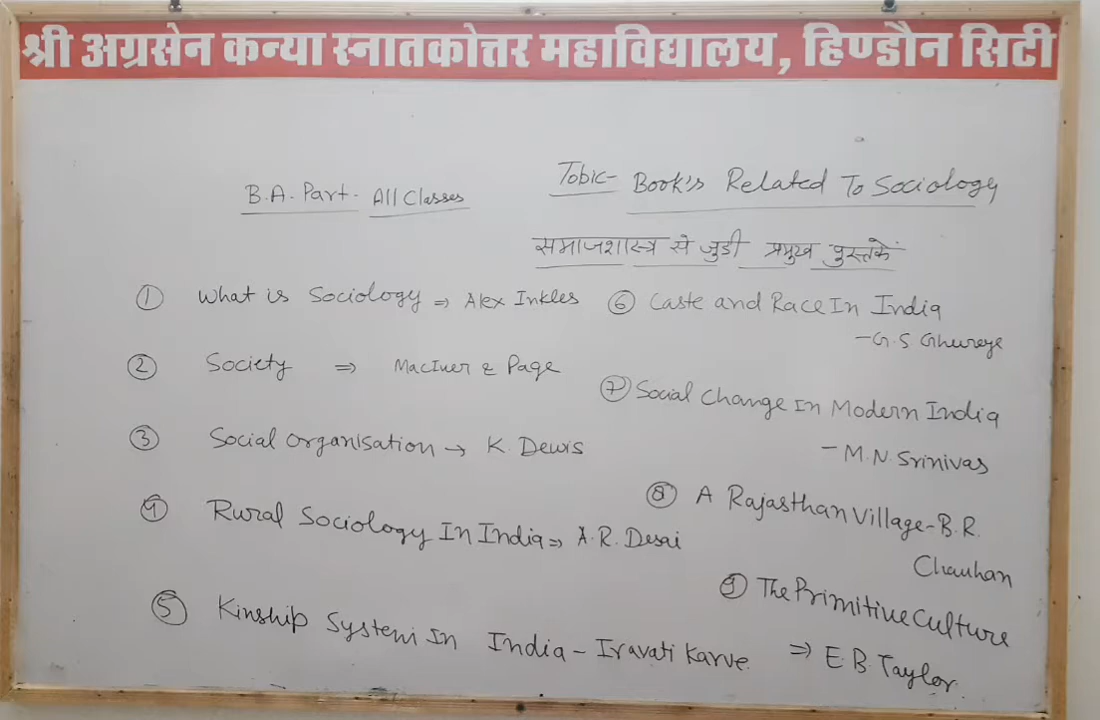 श्री अग्रसेन कन्या स्नातकोत्तर महाविद्यालय, हिण्डौन सिटी
B.A. Part- All Classes
Tobic- Book's Related To Sociology
समाजशास्त्र से जुडी प्रमुख पुस्तकें
① What is Sociology ⇒ Alex Inkles
② Society ⇒ MacIver & Page
③ Social Organisation → K. Dewis
④ Rural Sociology In India ⇒ A.R. Desai
⑤ Kinship System In India - Iravati Karve
⑥ Caste and Race In India
- G.S Ghureye
⑦ Social Change In Modern India
- M.N. Srinivas
⑧ A Rajasthan Village - B.R.
Chauhan
⑨ The Primitive Culture
⇒ E.B. Taylor.